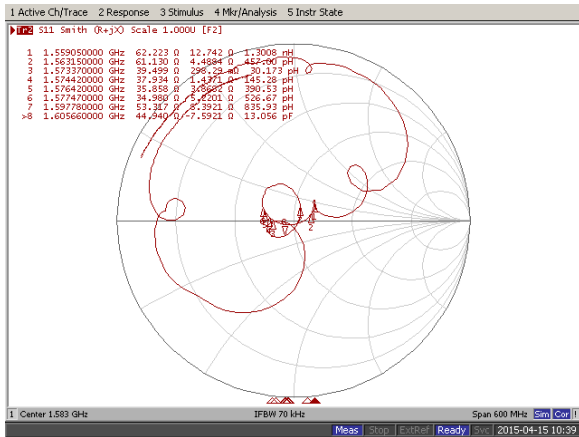 1 Active Ch/Trace 2 Response 3 Stimulus 4 Mkr/Analysis 5 Instr State
Tr2 S11 Smith (R+jX) Scale 1.000U [F2]
1 1.559050000 GHz 62.223 Ω 12.742 Ω 1.3008 nH
2 1.563150000 GHz 61.130 Ω 4.4884 Ω 457.00 pH
3 1.573370000 GHz 39.499 Ω 298.29 mΩ 30.173 pH
4 1.574420000 GHz 37.934 Ω 1.4371 Ω 145.28 pH
5 1.576420000 GHz 35.858 Ω 3.8682 Ω 390.53 pH
6 1.577470000 GHz 34.980 Ω 5.2201 Ω 526.67 pH
7 1.597780000 GHz 53.317 Ω 8.3921 Ω 835.93 pH
>8 1.605660000 GHz 44.940 Ω -7.5921 Ω 13.056 pF
1
2
1 Center 1.583 GHz IFBW 70 kHz Span 600 MHz Sim Cor !
Meas Stop ExtRef Ready Svc 2015-04-15 10:39